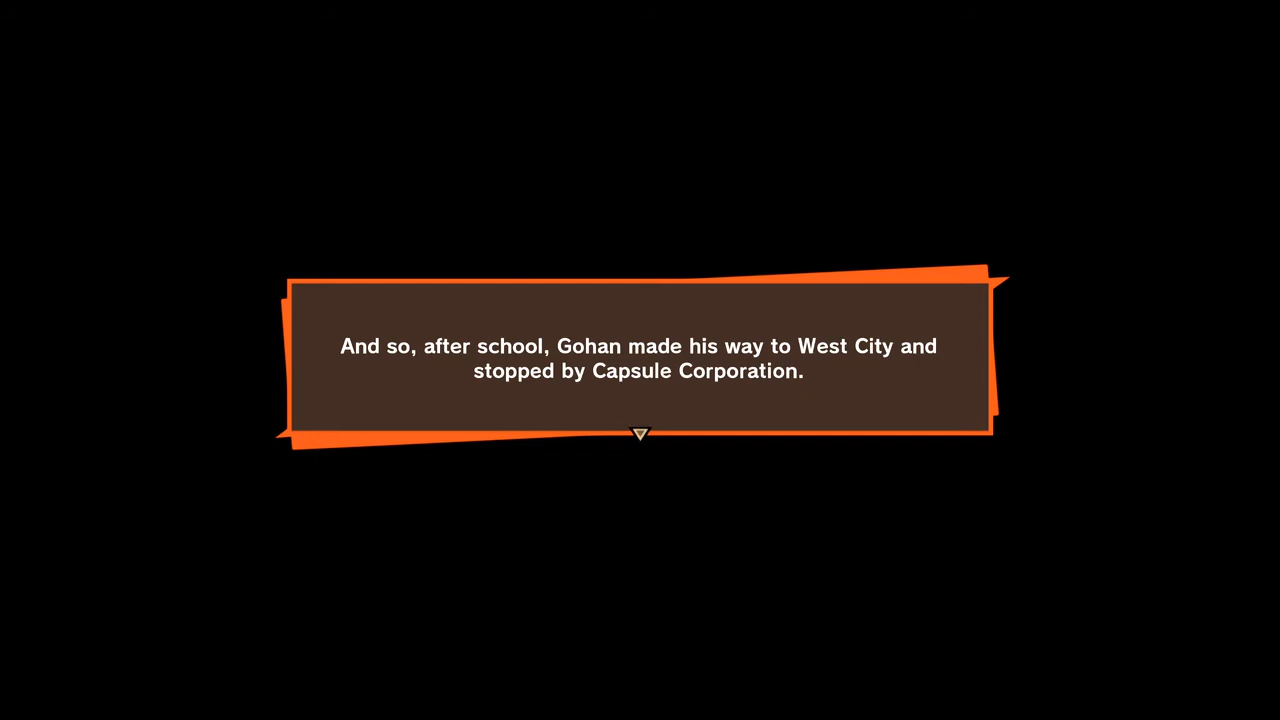 And so, after school, Gohan made his way to West City and
stopped by Capsule Corporation.